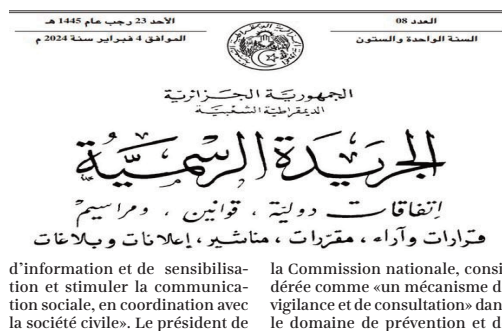 العدد 08
الأحد 23 رجب عام 1445 هـ
السنة الواحدة والستون
الموافق 4 فبراير سنة 2024 م
الجمهورية الجزائرية
الديمقراطية الشعبية
الجريدة الرسمية
إتفاقات دولية ، قوانين ، ومراسيم
قرارات وآراء ، مقررات ، مناشير ، إعلانات وبلاغات
d'information et de sensibilisa-
tion et stimuler la communica-
tion sociale, en coordination avec
la société civile». Le président de
la Commission nationale, consi
dérée comme «un mécanisme d
vigilance et de consultation» dan
le domaine de prévention et d